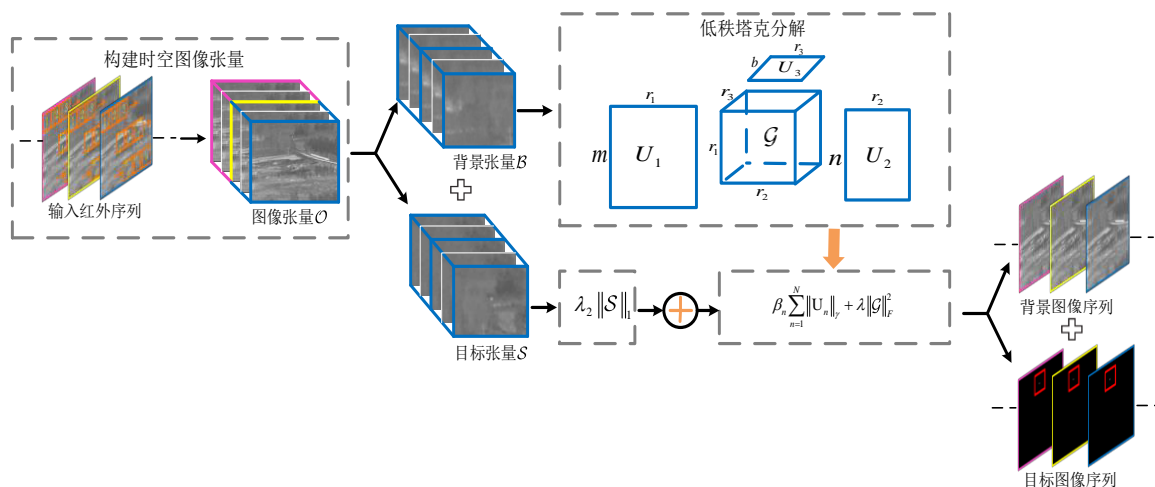 构建时空图像张量
输入红外序列
图像张量𝒪
背景张量ℬ
目标张量𝒮
低秩塔克分解
r₃
b
U₃
r₁
m
U₁
r₃
r₁
𝒢
r₂
r₂
n
U₂
λ₂‖𝒮‖₁
βₙ∑ₙ₌₁ᴺ‖Uₙ‖ᵧ + λ‖𝒢‖²_F
背景图像序列
目标图像序列